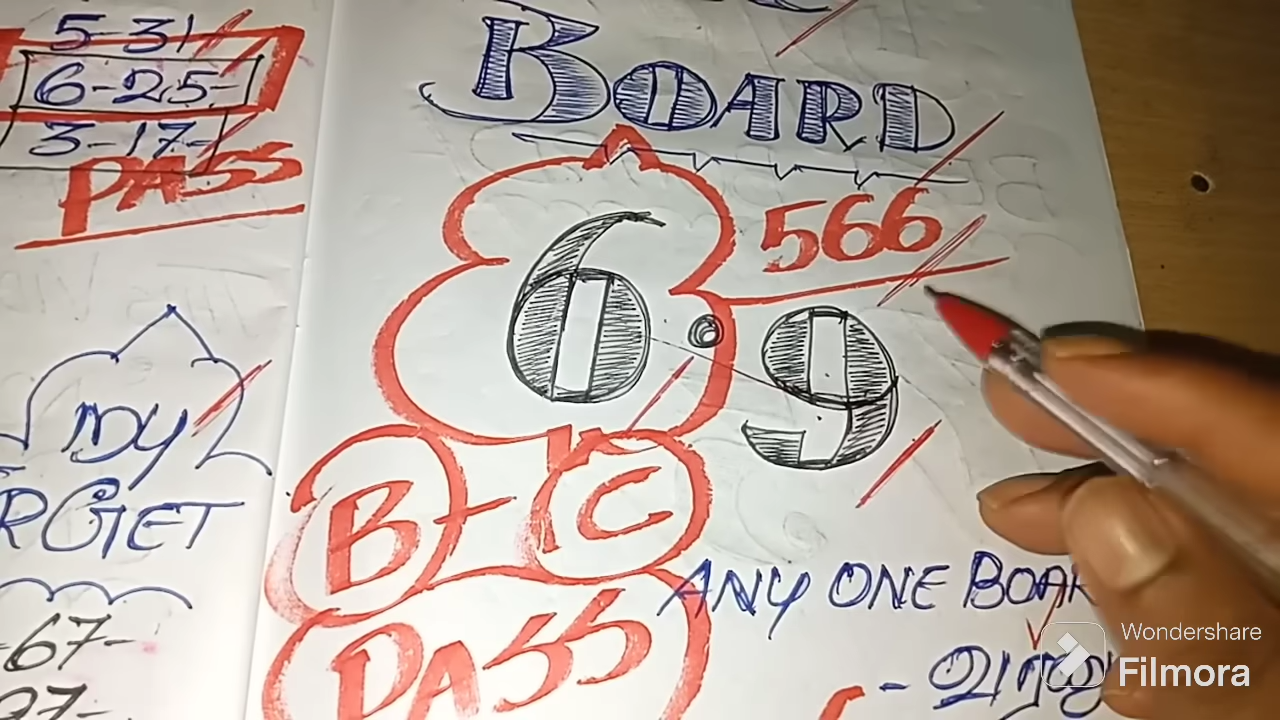 5-31
6-25-
3-17-
PASS
BOARD
566
6 9
MY
RGET
B-C
PASS
ANY ONE BOAR
-67-
27-
Wondershare
Filmora